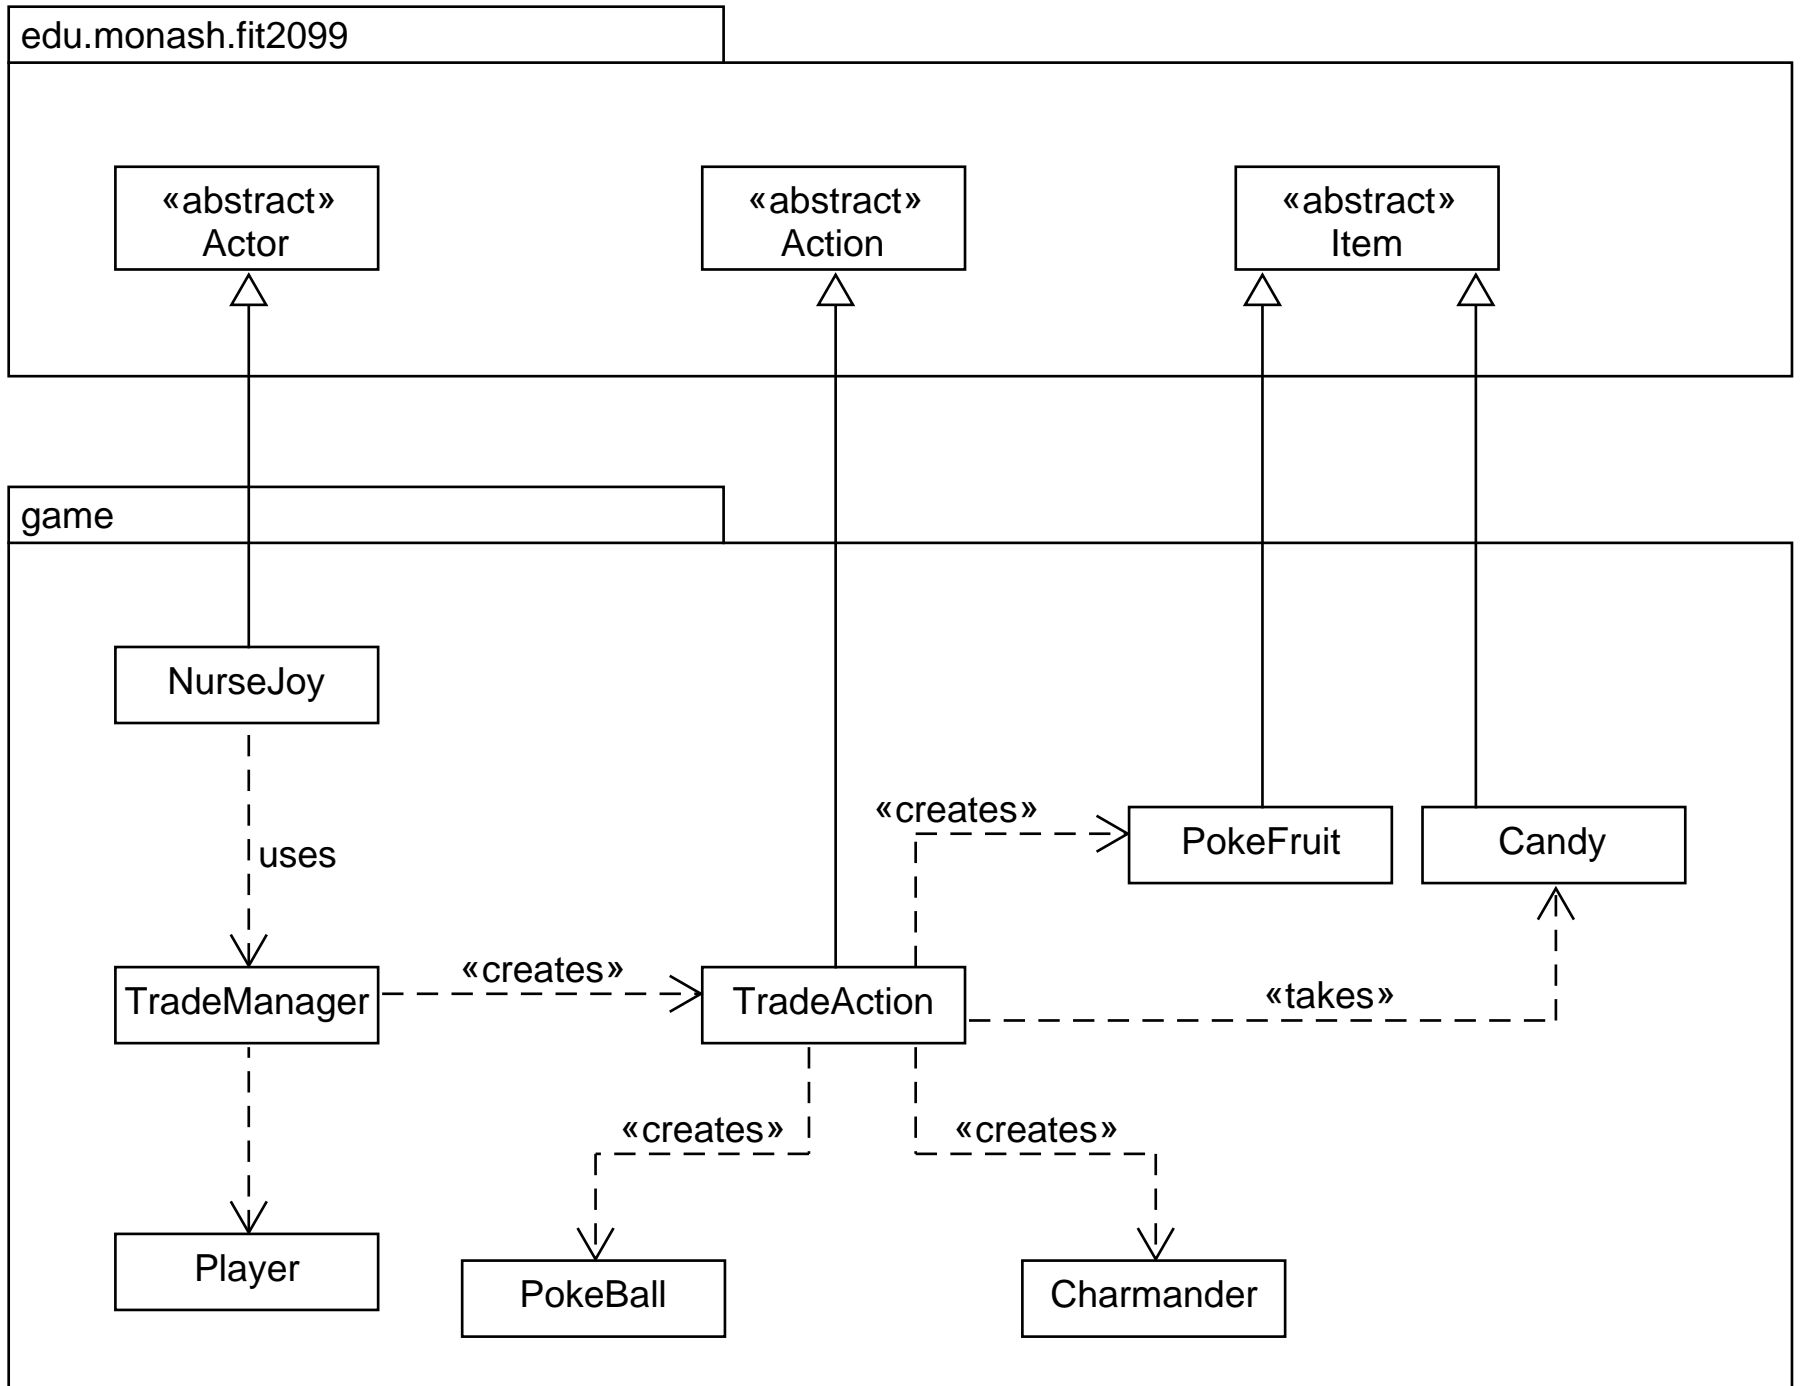 edu.monash.fit2099
«abstract»
Actor
«abstract»
Action
«abstract»
Item
game
NurseJoy
uses
«creates»
PokeFruit
Candy
TradeManager
«creates»
TradeAction
«takes»
«creates»
«creates»
Player
PokeBall
Charmander